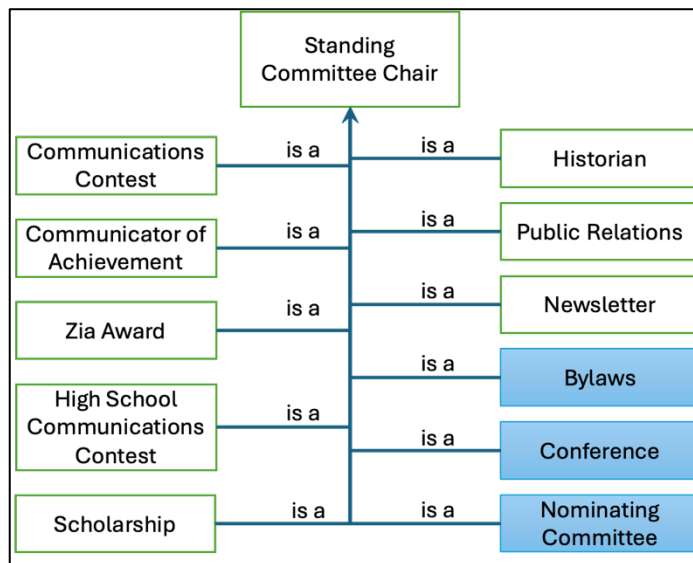 Standing
Committee Chair
Communications
Contest
is a
is a
Historian
Communicator of
Achievement
is a
is a
Public Relations
Zia Award
is a
is a
Newsletter
High School
Communications
Contest
is a
is a
Bylaws
is a
Conference
Scholarship
is a
is a
Nominating
Committee